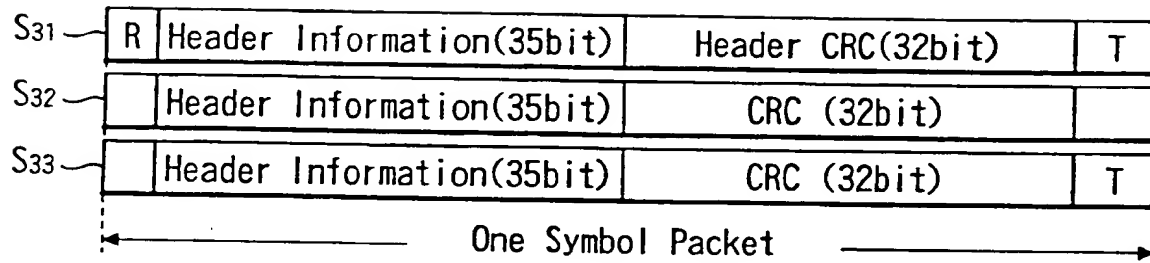 S31 R Header Information(35bit) Header CRC(32bit) T
S32 Header Information(35bit) CRC (32bit)
S33 Header Information(35bit) CRC (32bit) T
One Symbol Packet